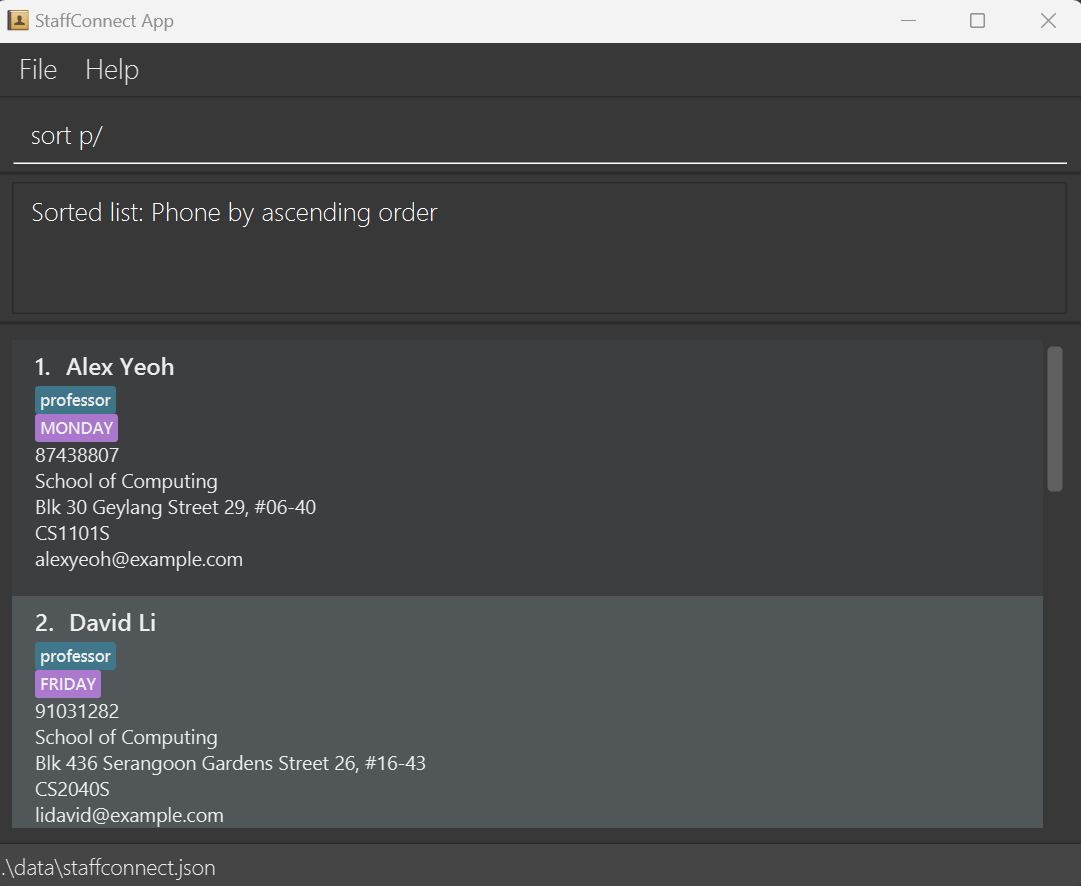 StaffConnect App
File Help
sort p/
Sorted list: Phone by ascending order
1. Alex Yeoh
professor
MONDAY
87438807
School of Computing
Blk 30 Geylang Street 29, #06-40
CS1101S
alexyeoh@example.com
2. David Li
professor
FRIDAY
91031282
School of Computing
Blk 436 Serangoon Gardens Street 26, #16-43
CS2040S
lidavid@example.com
.\data\staffconnect.json